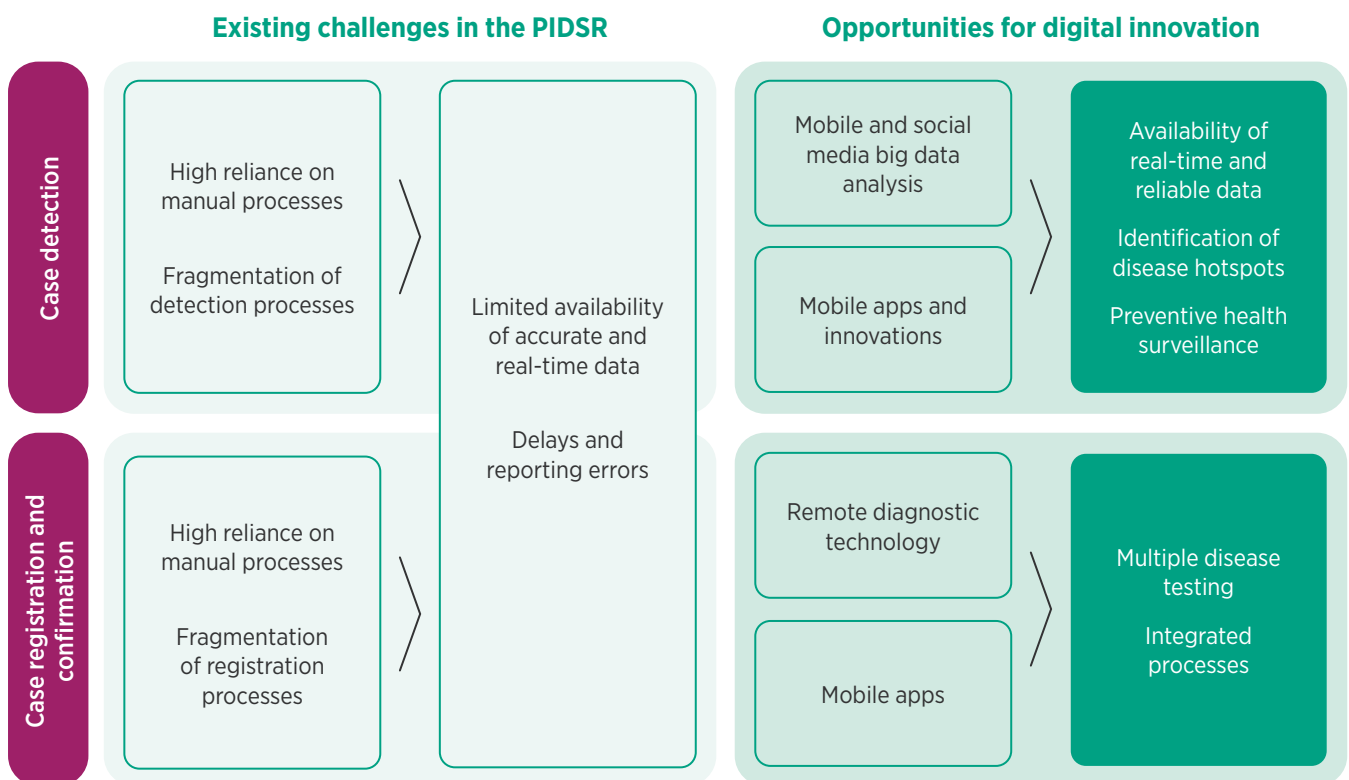 Existing challenges in the PIDSR
Opportunities for digital innovation
Case detection
High reliance on
manual processes
Fragmentation of
detection processes
Limited availability
of accurate and
real-time data
Delays and
reporting errors
Mobile and social
media big data
analysis
Mobile apps and
innovations
Availability of
real-time and
reliable data
Identification of
disease hotspots
Preventive health
surveillance
Case registration and
confirmation
High reliance on
manual processes
Fragmentation
of registration
processes
Remote diagnostic
technology
Mobile apps
Multiple disease
testing
Integrated
processes